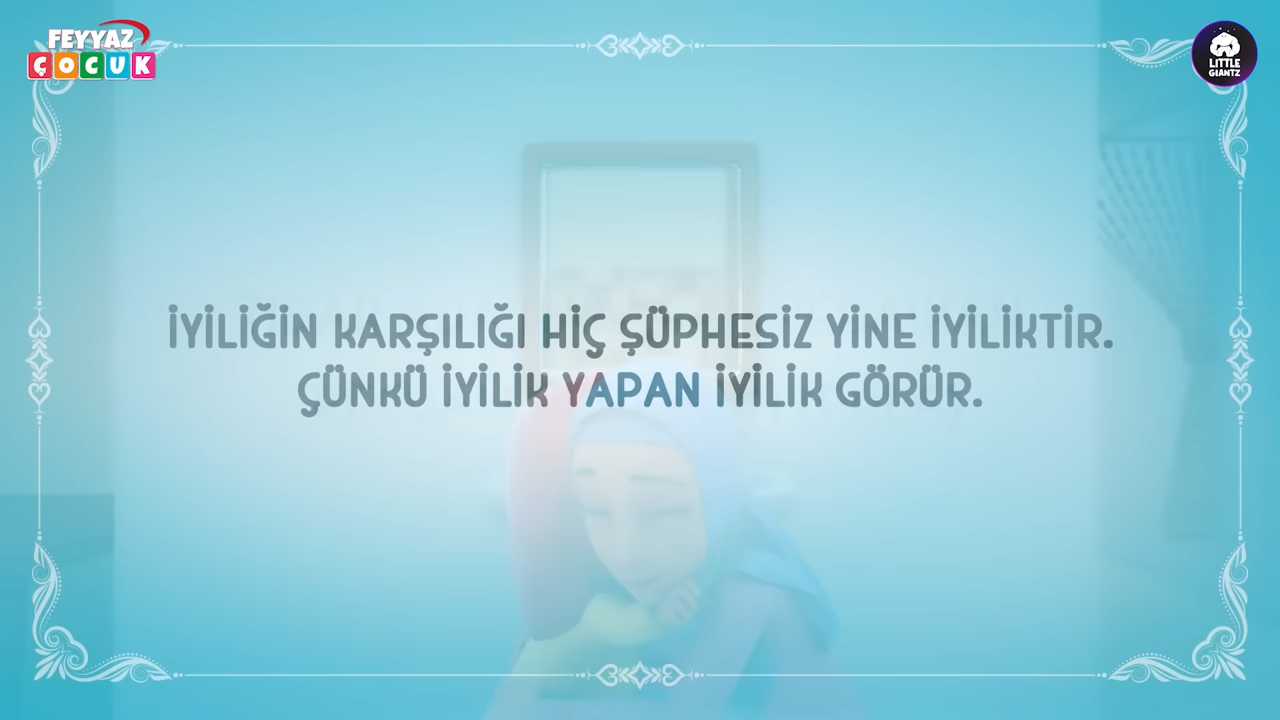 FEYYAZ
ÇOCUK
LITTLE
GIANTZ
İYİLİĞİN KARŞILIĞI HİÇ ŞÜPHESİZ YİNE İYİLİKTİR.
ÇÜNKÜ İYİLİK YAPAN İYİLİK GÖRÜR.